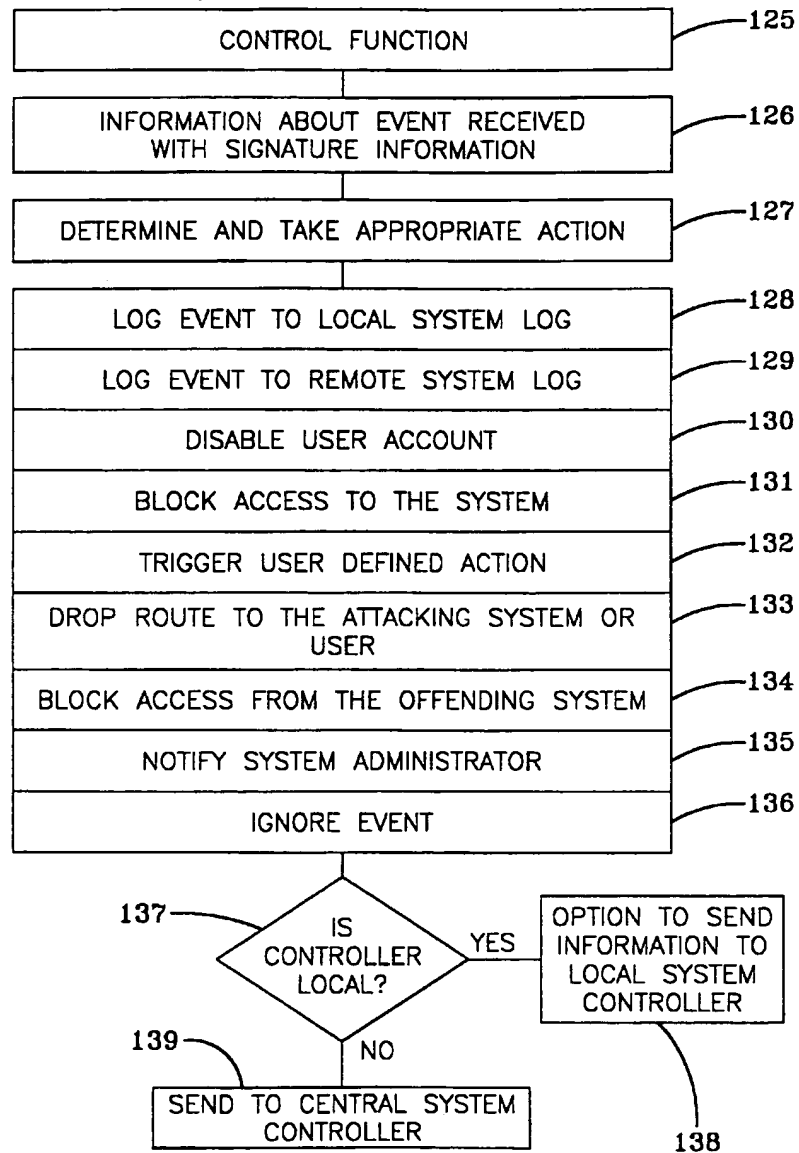 CONTROL FUNCTION
125
INFORMATION ABOUT EVENT RECEIVED
WITH SIGNATURE INFORMATION
126
DETERMINE AND TAKE APPROPRIATE ACTION
127
LOG EVENT TO LOCAL SYSTEM LOG
128
LOG EVENT TO REMOTE SYSTEM LOG
129
DISABLE USER ACCOUNT
130
BLOCK ACCESS TO THE SYSTEM
131
TRIGGER USER DEFINED ACTION
132
DROP ROUTE TO THE ATTACKING SYSTEM OR
USER
133
BLOCK ACCESS FROM THE OFFENDING SYSTEM
134
NOTIFY SYSTEM ADMINISTRATOR
135
IGNORE EVENT
136
137
IS
CONTROLLER
LOCAL?
YES
OPTION TO SEND
INFORMATION TO
LOCAL SYSTEM
CONTROLLER
138
NO
139
SEND TO CENTRAL SYSTEM
CONTROLLER